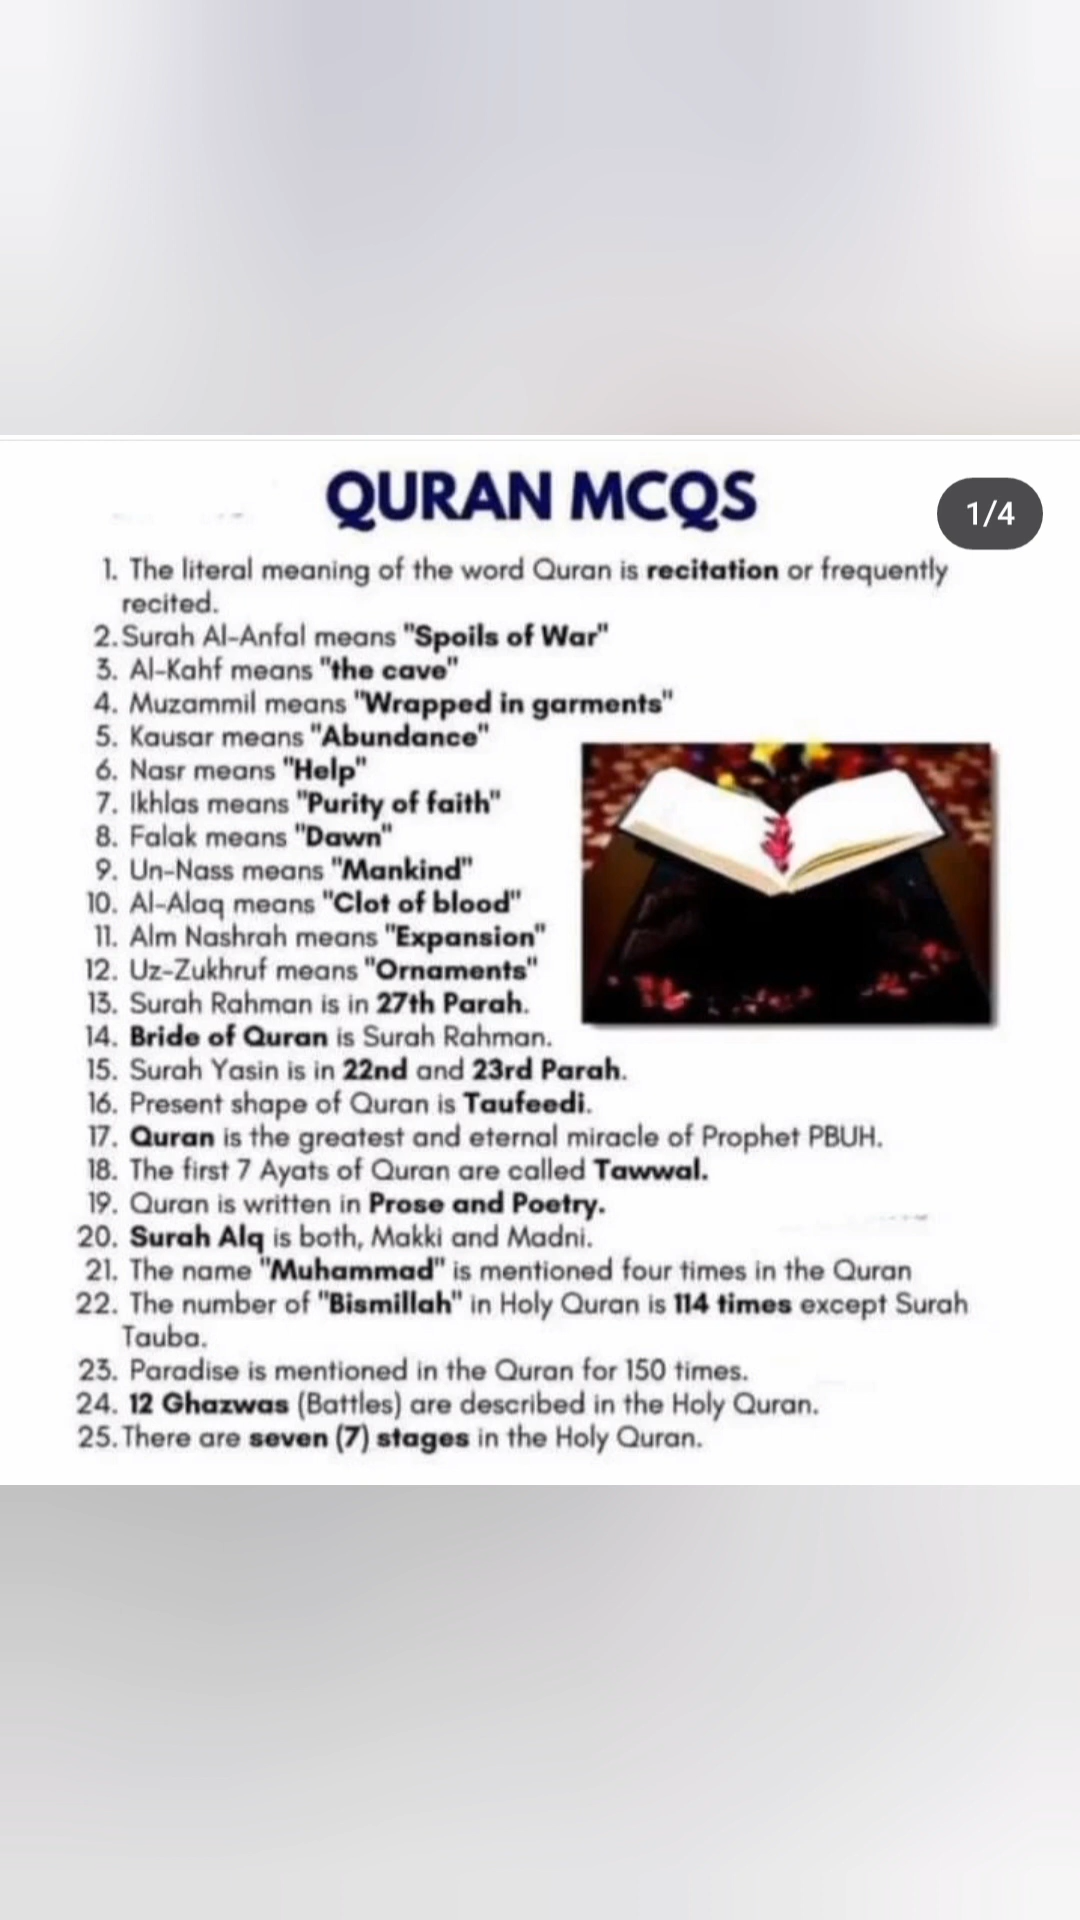 QURAN MCQS
1/4
1. The literal meaning of the word Quran is recitation or frequently
recited.
2. Surah Al-Anfal means "Spoils of War"
3. Al-Kahf means "the cave"
4. Muzammil means "Wrapped in garments"
5. Kausar means "Abundance"
6. Nasr means "Help"
7. Ikhlas means "Purity of faith"
8. Falak means "Dawn"
9. Un-Nass means "Mankind"
10. Al-Alaq means "Clot of blood"
11. Alm Nashrah means "Expansion"
12. Uz-Zukhruf means "Ornaments"
13. Surah Rahman is in 27th Parah.
14. Bride of Quran is Surah Rahman.
15. Surah Yasin is in 22nd and 23rd Parah.
16. Present shape of Quran is Taufeedi.
17. Quran is the greatest and eternal miracle of Prophet PBUH.
18. The first 7 Ayats of Quran are called Tawwal.
19. Quran is written in Prose and Poetry.
20. Surah Alq is both, Makki and Madni.
21. The name "Muhammad" is mentioned four times in the Quran
22. The number of "Bismillah" in Holy Quran is 114 times except Surah
Tauba.
23. Paradise is mentioned in the Quran for 150 times.
24. 12 Ghazwas (Battles) are described in the Holy Quran.
25. There are seven (7) stages in the Holy Quran.